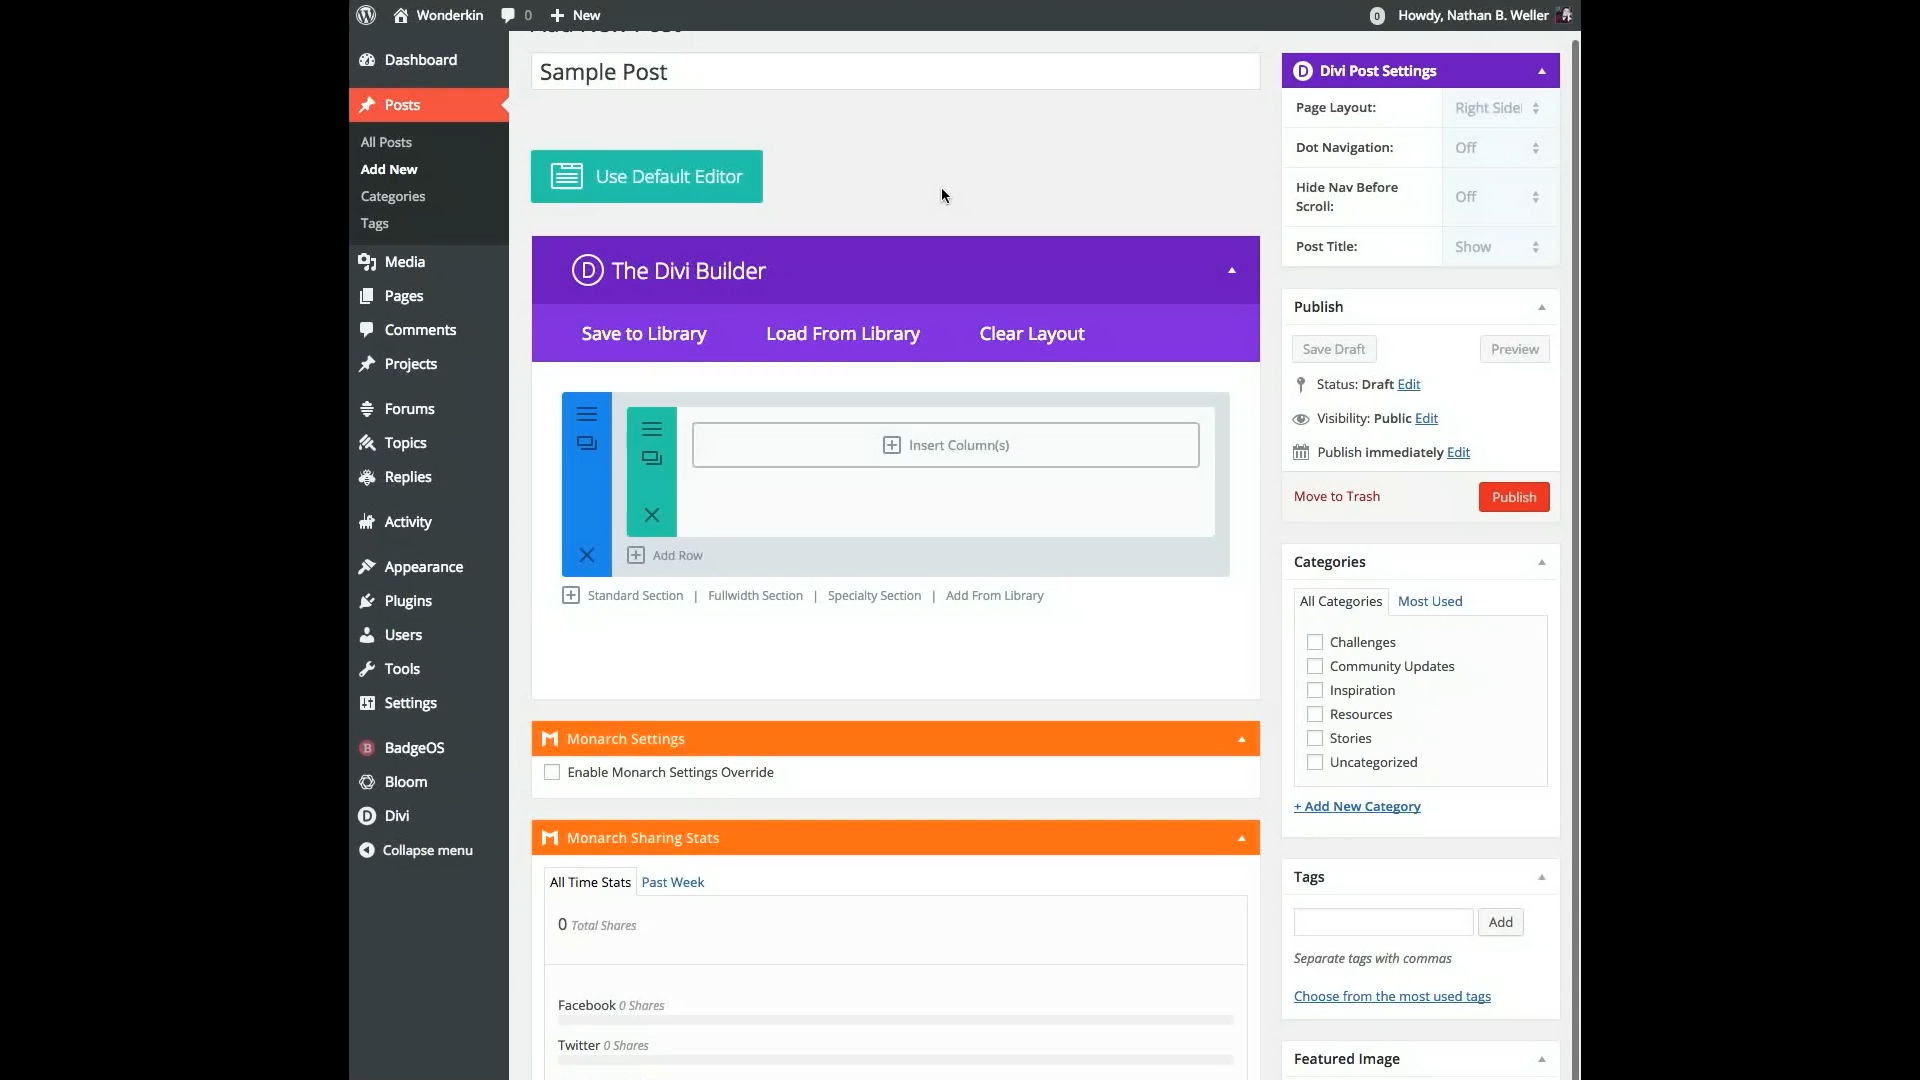 Wonderkin
0
New
0
Howdy, Nathan B. Weller
Dashboard
Posts
All Posts
Add New
Categories
Tags
Media
Pages
Comments
Projects
Forums
Topics
Replies
Activity
Appearance
Plugins
Users
Tools
Settings
BadgeOS
Bloom
Divi
Collapse menu
Sample Post
Use Default Editor
The Divi Builder
Save to Library
Load From Library
Clear Layout
Insert Column(s)
Add Row
Standard Section | Fullwidth Section | Specialty Section | Add From Library
Monarch Settings
Enable Monarch Settings Override
Monarch Sharing Stats
All Time Stats
Past Week
0 Total Shares
Facebook 0 Shares
Twitter 0 Shares
Divi Post Settings
Page Layout:
Right Side
Dot Navigation:
Off
Hide Nav Before
Scroll:
Off
Post Title:
Show
Publish
Save Draft
Preview
Status: Draft Edit
Visibility: Public Edit
Publish immediately Edit
Move to Trash
Publish
Categories
All Categories
Most Used
Challenges
Community Updates
Inspiration
Resources
Stories
Uncategorized
+ Add New Category
Tags
Add
Separate tags with commas
Choose from the most used tags
Featured Image